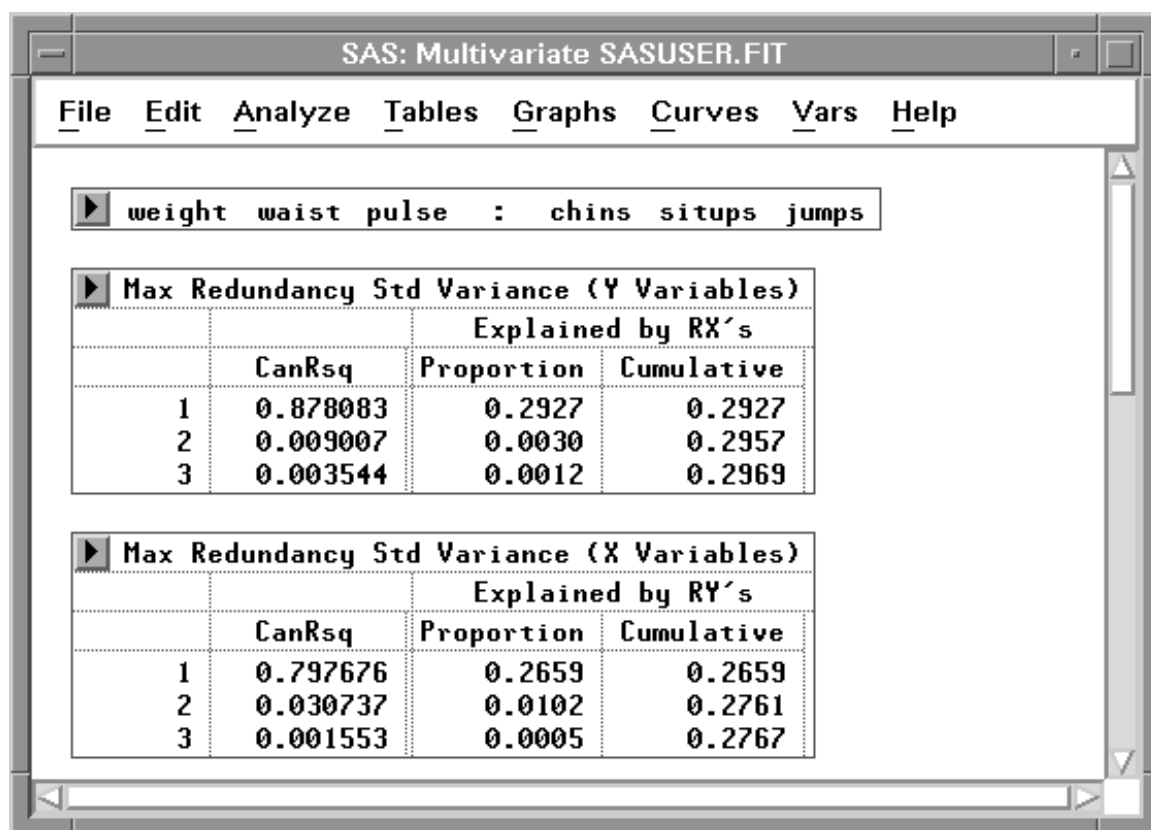 SAS: Multivariate SASUSER.FIT
File Edit Analyze Tables Graphs Curves Vars Help
weight waist pulse : chins situps jumps
Max Redundancy Std Variance (Y Variables)
Explained by RX´s
CanRsq Proportion Cumulative
1 0.878083 0.2927 0.2927
2 0.009007 0.0030 0.2957
3 0.003544 0.0012 0.2969
Max Redundancy Std Variance (X Variables)
Explained by RY´s
CanRsq Proportion Cumulative
1 0.797676 0.2659 0.2659
2 0.030737 0.0102 0.2761
3 0.001553 0.0005 0.2767